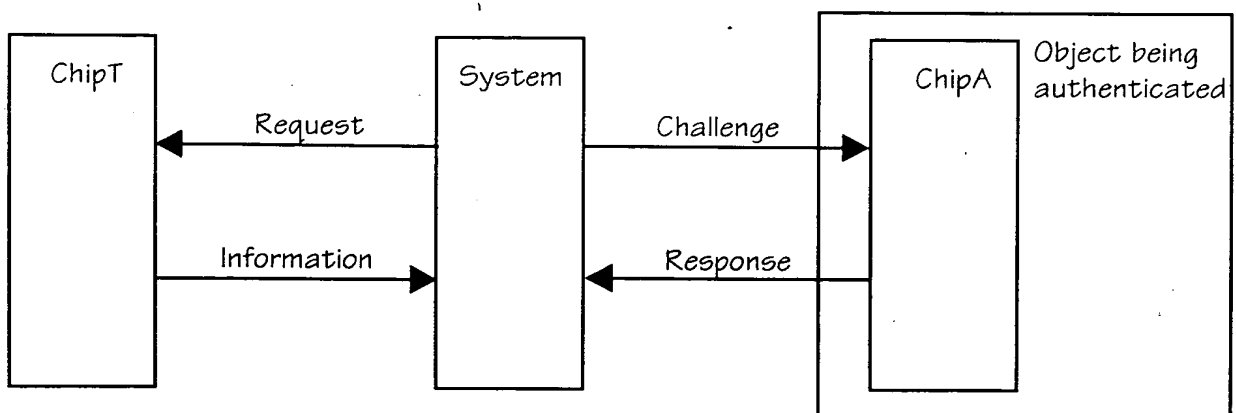 ChipT
System
ChipA
Object being
authenticated
Request
Challenge
Information
Response